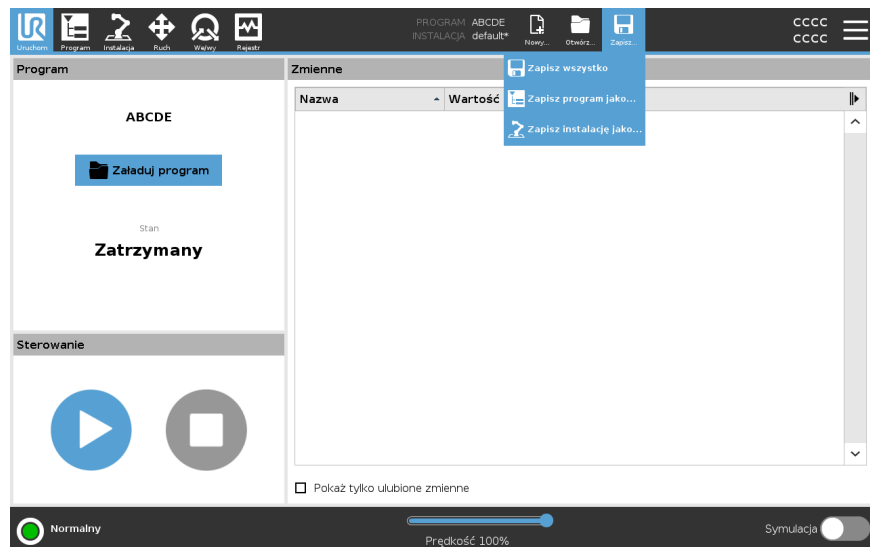 Uruchom Program Instalacja Ruch We/wy Rejestr
PROGRAM ABCDE
INSTALACJA default*
Nowy... Otwórz... Zapisz...
CCCC
CCCC
Zapisz wszystko
Zapisz program jako...
Zapisz instalację jako...
Program
ABCDE
Załaduj program
Stan
Zatrzymany
Sterowanie
Zmienne
Nazwa Wartość
Pokaż tylko ulubione zmienne
Normalny
Prędkość 100%
Symulacja